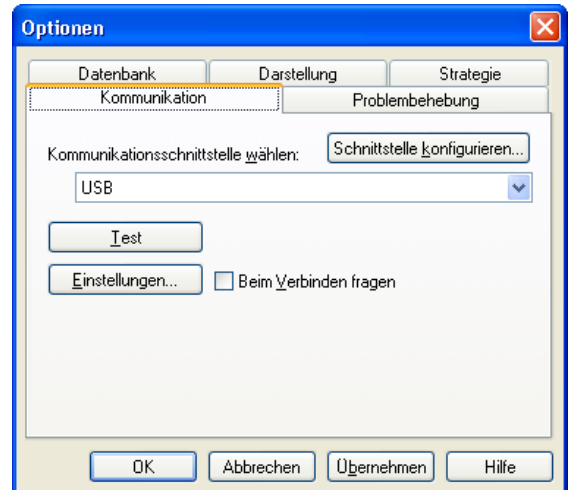 Optionen
Datenbank Darstellung Strategie
Kommunikation Problembehebung
Kommunikationsschnittstelle wählen: Schnittstelle konfigurieren...
USB
Test
Einstellungen... Beim Verbinden fragen
OK Abbrechen Übernehmen Hilfe